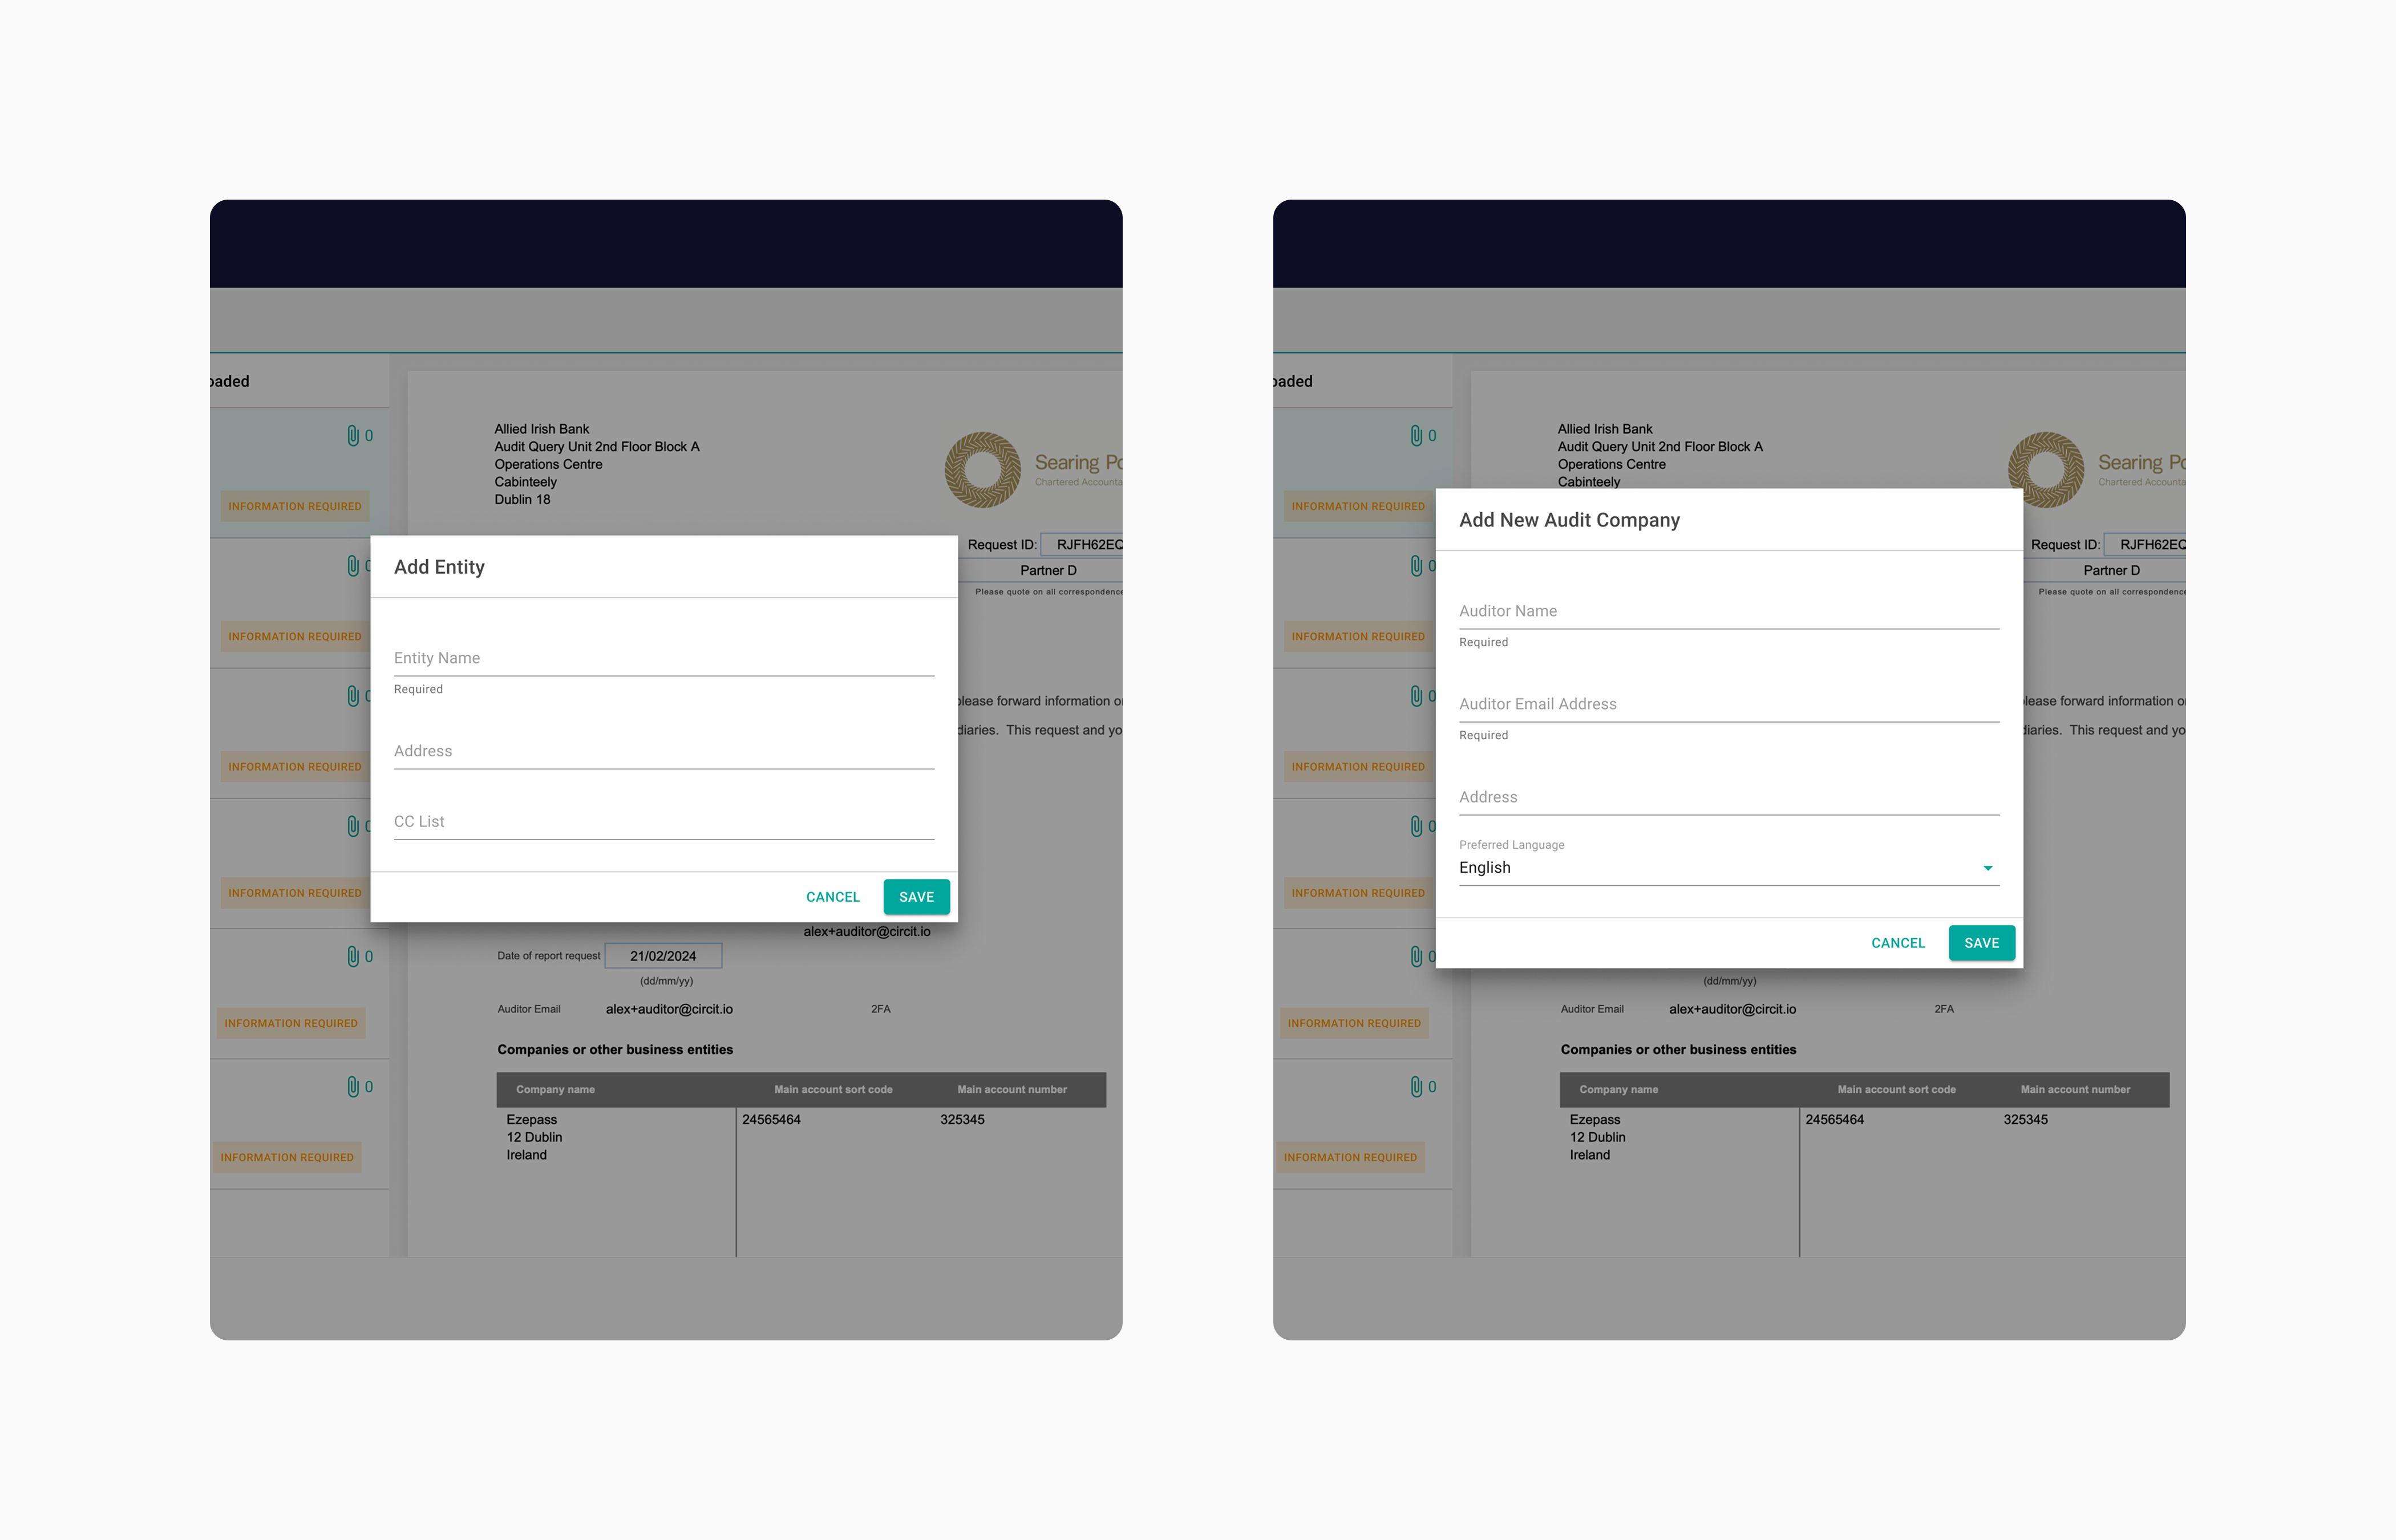 oaded
0
INFORMATION REQUIRED
0
INFORMATION REQUIRED
0
INFORMATION REQUIRED
0
INFORMATION REQUIRED
0
INFORMATION REQUIRED
0
INFORMATION REQUIRED
Allied Irish Bank
Audit Query Unit 2nd Floor Block A
Operations Centre
Cabinteely
Dublin 18
Searing Po
Chartered Accounta
Request ID: RJFH62EQ
Partner D
Please quote on all correspondence
Add Entity
Entity Name
Required
Address
CC List
CANCEL SAVE
please forward information o
diaries. This request and yo
alex+auditor@circit.io
Date of report request 21/02/2024
(dd/mm/yy)
Auditor Email alex+auditor@circit.io 2FA
Companies or other business entities
Company name Main account sort code Main account number
Ezepass 24565464 325345
12 Dublin
Ireland
oaded
0
INFORMATION REQUIRED
0
INFORMATION REQUIRED
0
INFORMATION REQUIRED
0
INFORMATION REQUIRED
0
INFORMATION REQUIRED
0
INFORMATION REQUIRED
Allied Irish Bank
Audit Query Unit 2nd Floor Block A
Operations Centre
Cabinteely
Searing Po
Chartered Accounta
Request ID: RJFH62EQ
Partner D
Please quote on all correspondence
Add New Audit Company
Auditor Name
Required
Auditor Email Address
Required
Address
Preferred Language
English
CANCEL SAVE
lease forward information o
diaries. This request and yo
(dd/mm/yy)
Auditor Email alex+auditor@circit.io 2FA
Companies or other business entities
Company name Main account sort code Main account number
Ezepass 24565464 325345
12 Dublin
Ireland